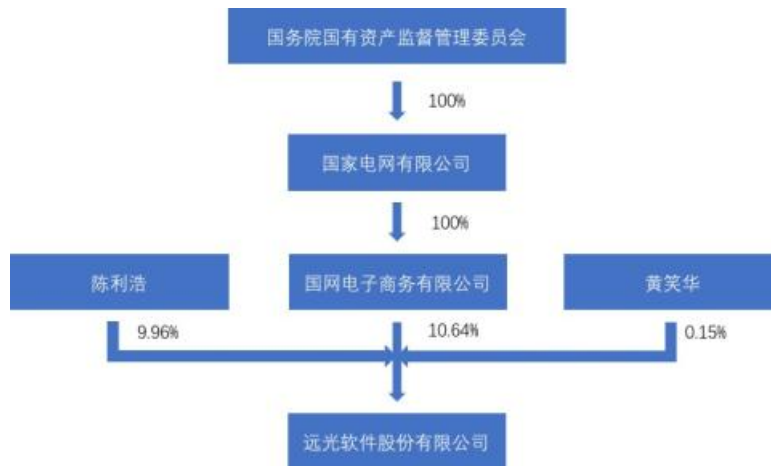 国务院国有资产监督管理委员会
100%
国家电网有限公司
100%
陈利浩
国网电子商务有限公司
黄笑华
9.96%
10.64%
0.15%
远光软件股份有限公司